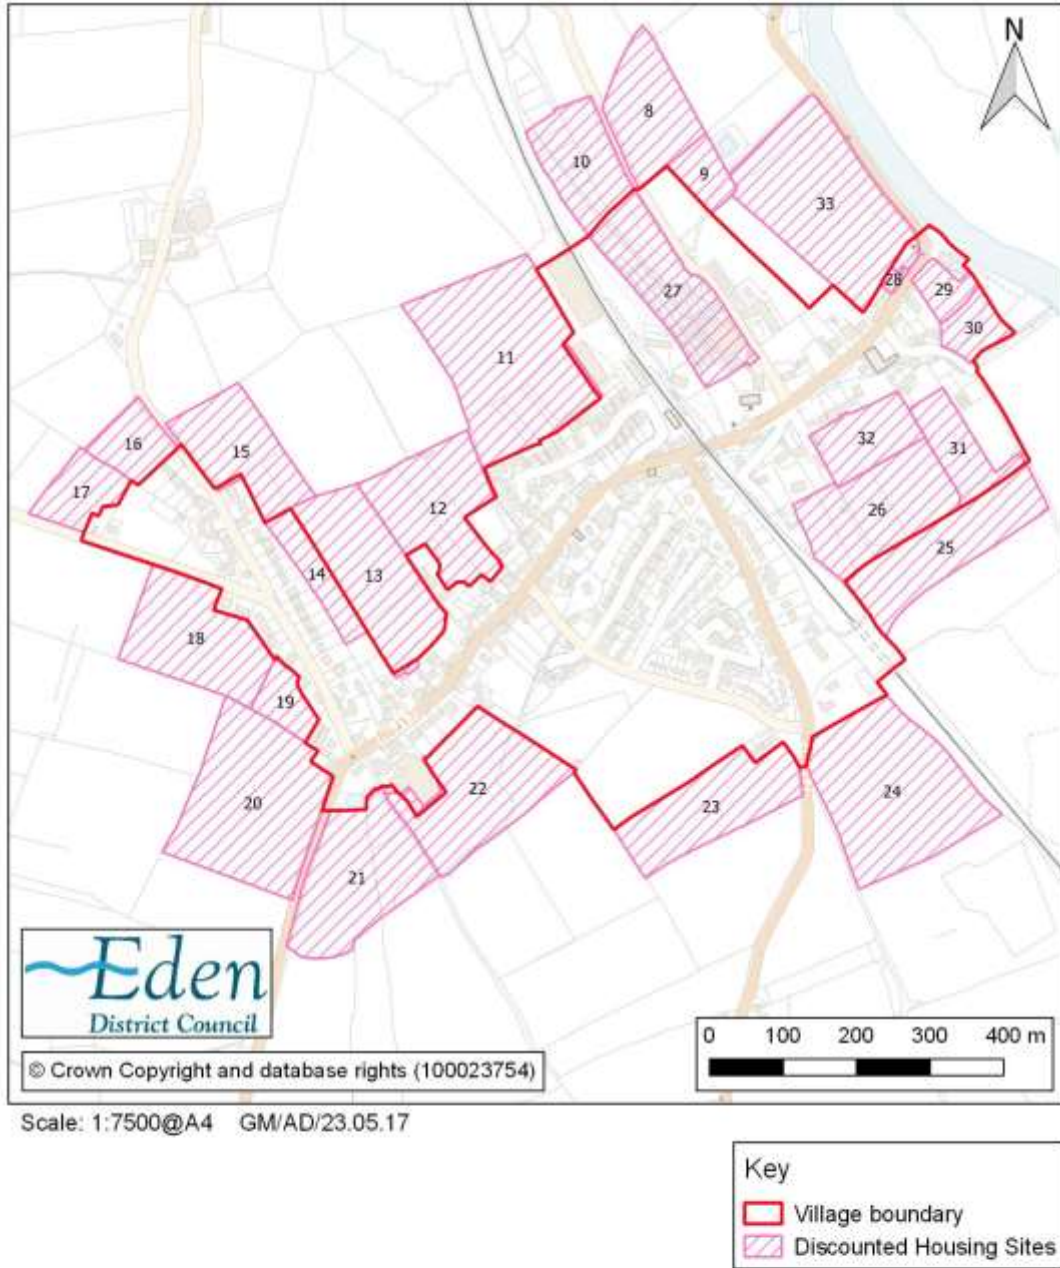 N
8
10
9
33
28
29
27
30
11
32
31
16
15
17
12
26
25
14
13
18
19
22
20
23
24
21
Eden
District Council
0 100 200 300 400 m
© Crown Copyright and database rights (100023754)
Scale: 1:7500@A4 GM/AD/23.05.17
Key
Village boundary
Discounted Housing Sites